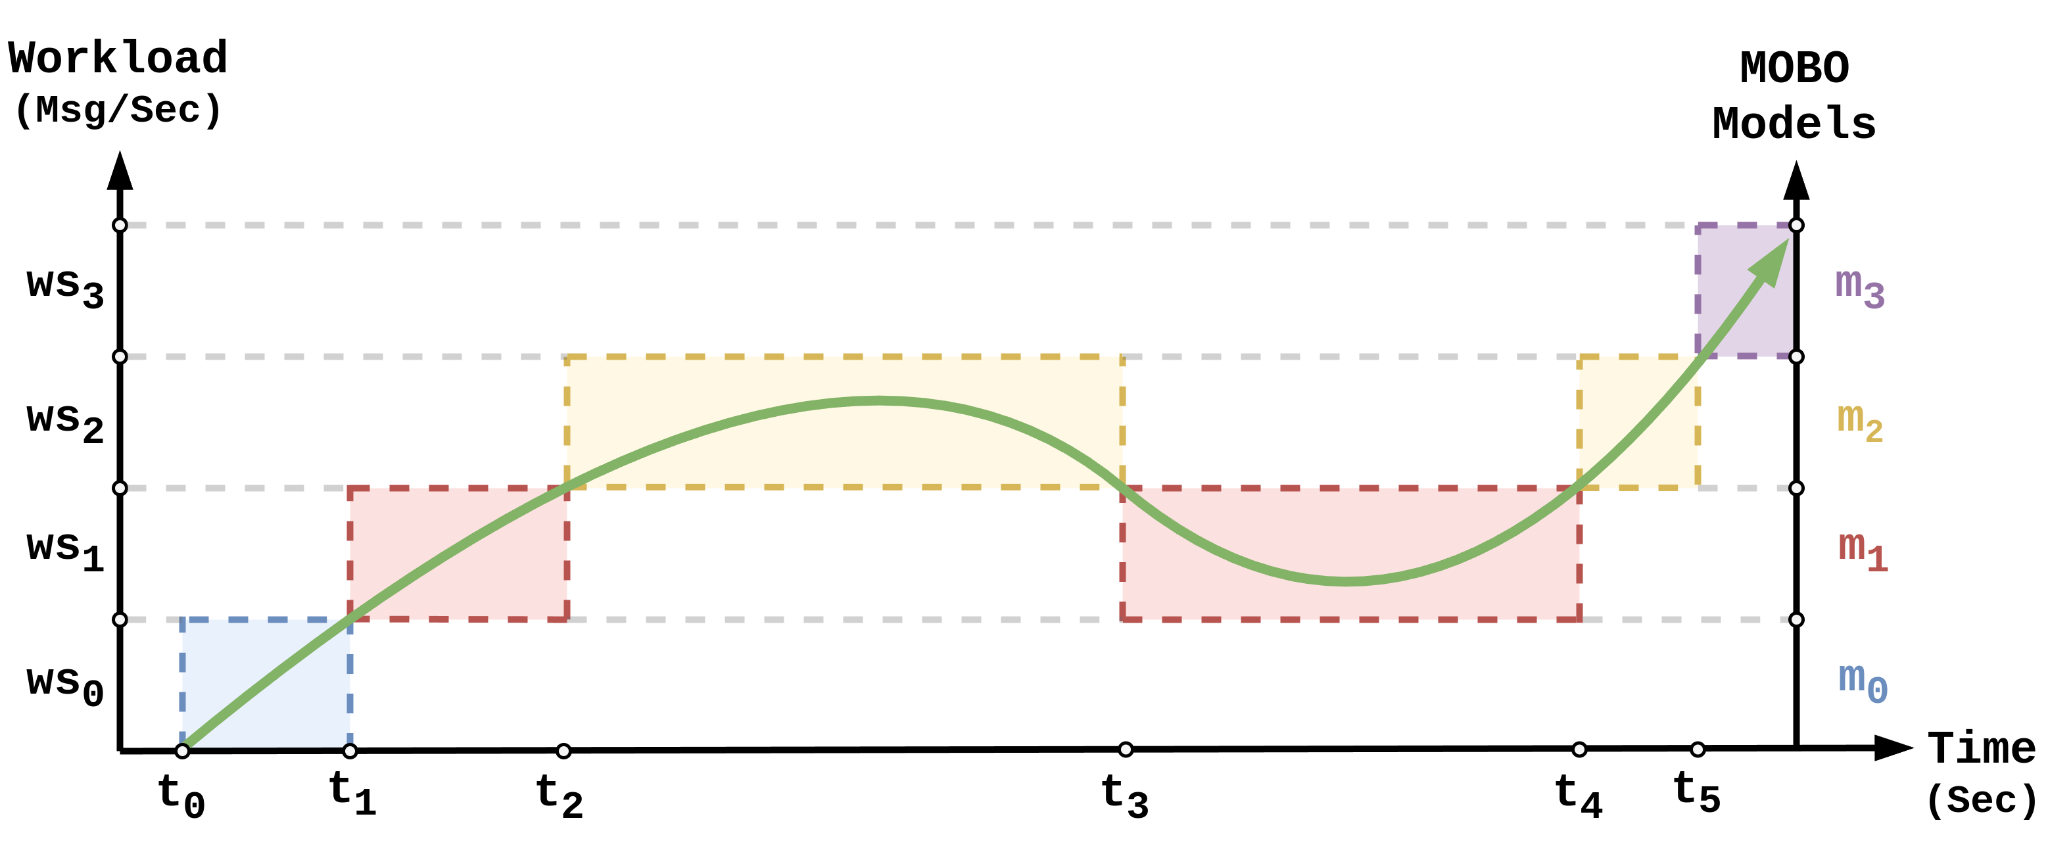 Workload
(Msg/Sec)
MOBO
Models
ws3
m3
ws2
m2
ws1
m1
ws0
m0
Time
(Sec)
t0 t1 t2 t3 t4 t5